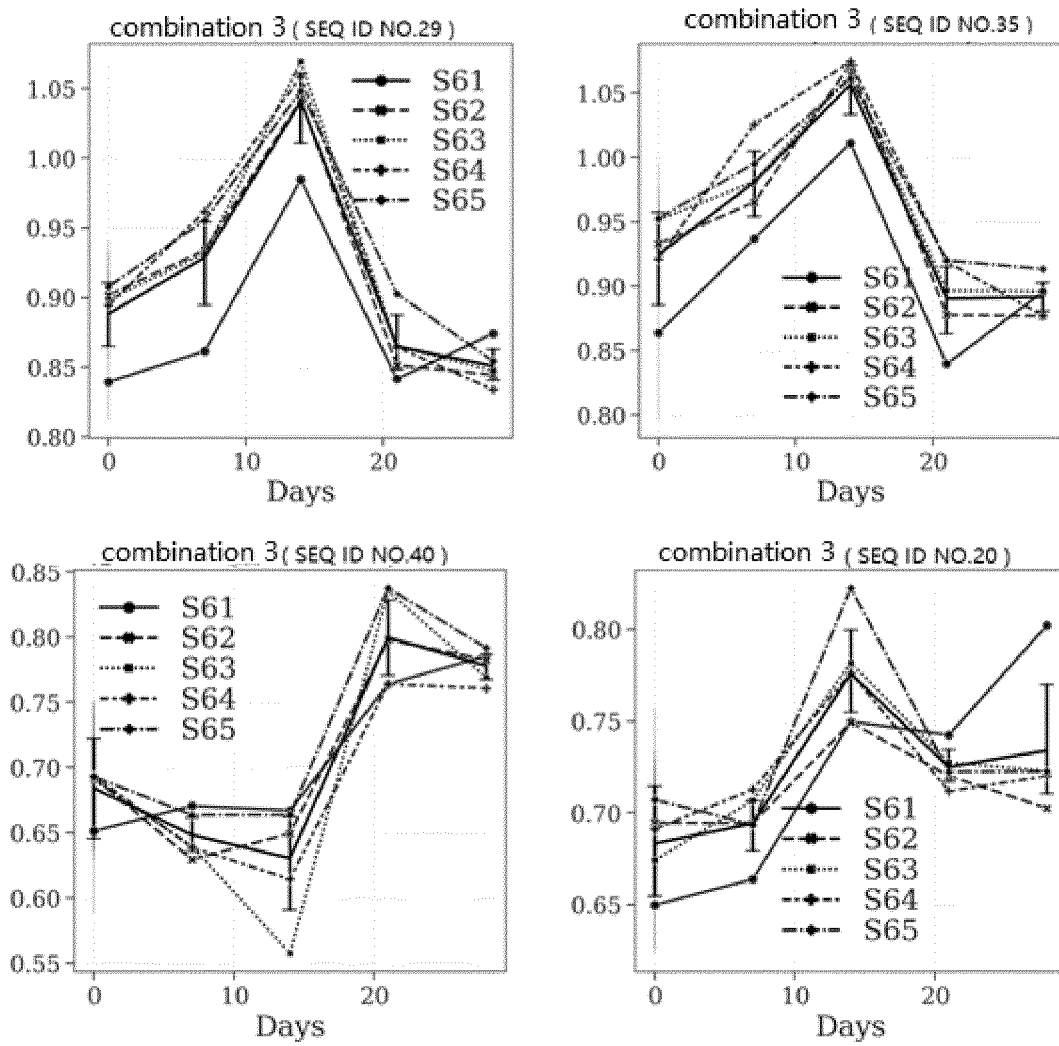 combination 3 ( SEQ ID NO.29 )
1.05
1.00
0.95
0.90
0.85
0.80
S61
S62
S63
S64
S65
0
10
20
Days
combination 3 ( SEQ ID NO.35 )
1.05
1.00
0.95
0.90
0.85
0.80
S61
S62
S63
S64
S65
0
10
20
Days
combination 3 ( SEQ ID NO.40 )
0.85
0.80
0.75
0.70
0.65
0.60
0.55
S61
S62
S63
S64
S65
0
10
20
Days
combination 3 ( SEQ ID NO.20 )
0.80
0.75
0.70
0.65
S61
S62
S63
S64
S65
0
10
20
Days